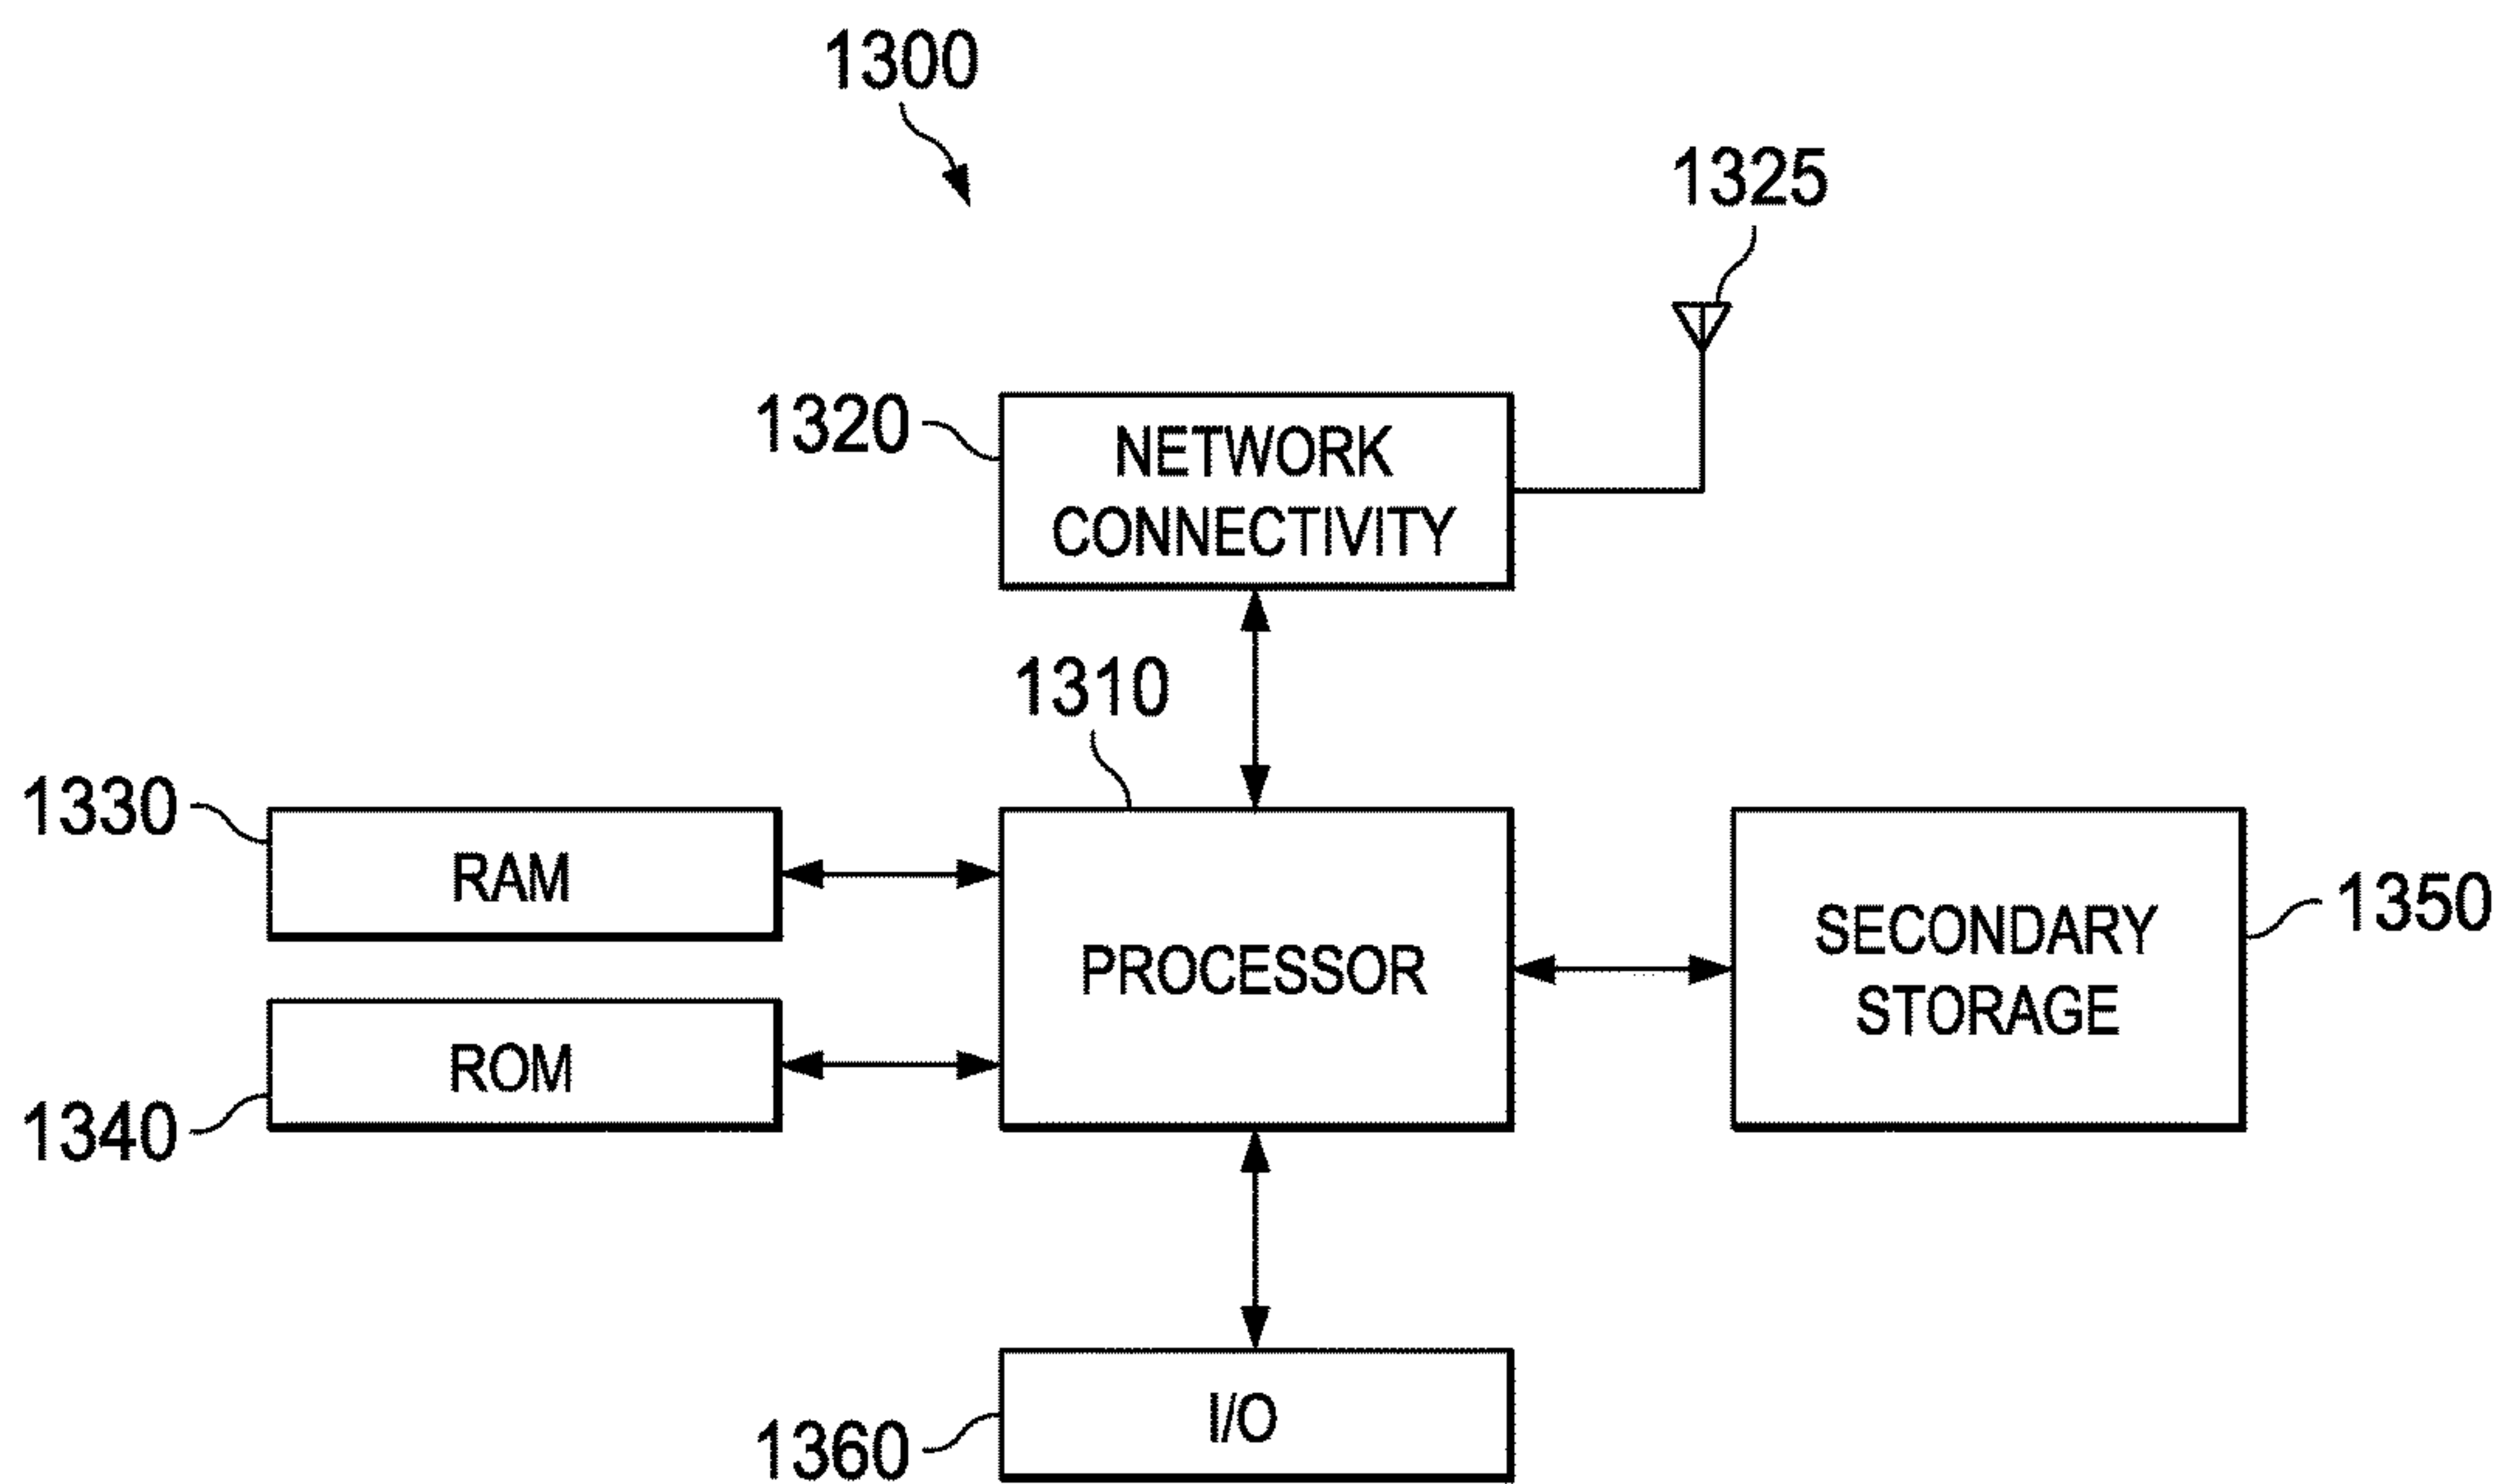 1300
1325
1320
NETWORK
CONNECTIVITY
1310
1330
RAM
PROCESSOR
SECONDARY
STORAGE
1350
ROM
1340
I/O
1360